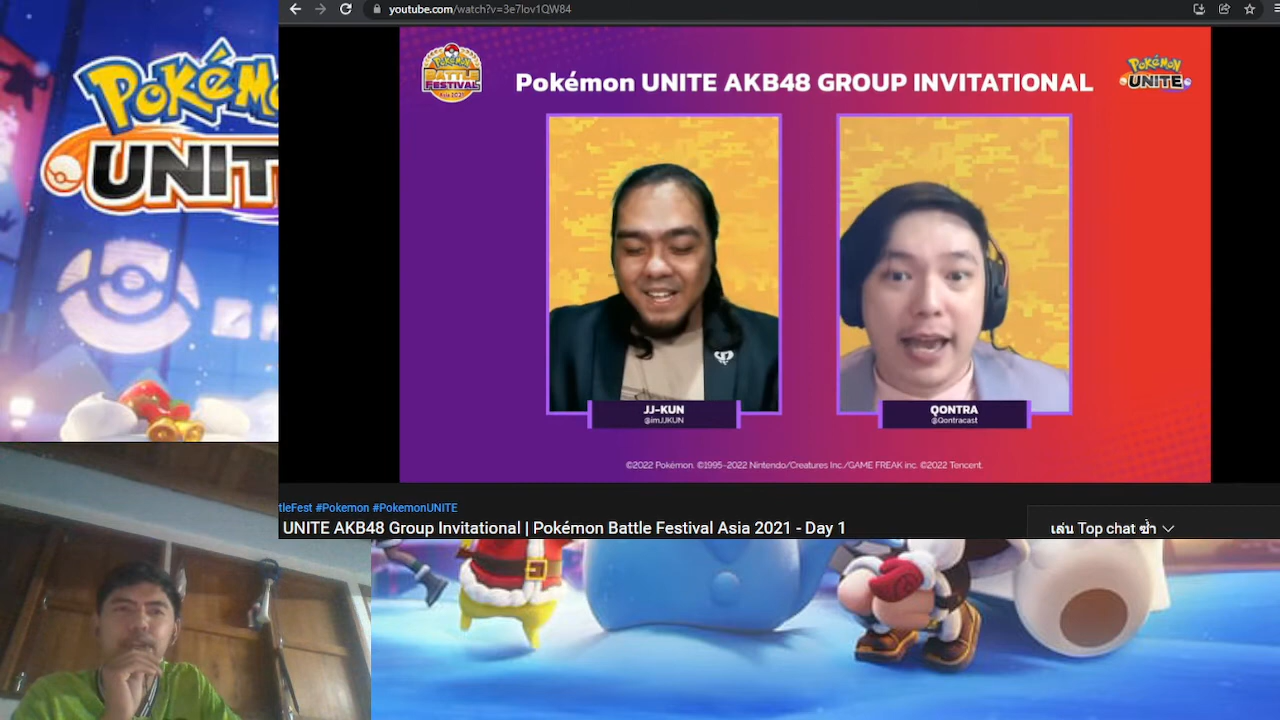 youtube.com/watch?v=3e7lov1QW84
POKÉMON
UNIT
POKÉMON
BATTLE
FESTIVAL
Asia 2021
Pokémon UNITE AKB48 GROUP INVITATIONAL
POKÉMON
UNITE
JJ-KUN
@imJJKUN
QONTRA
@Qontracast
©2022 Pokémon. ©1995-2022 Nintendo/Creatures Inc./GAME FREAK inc. ©2022 Tencent.
tleFest #Pokemon #PokemonUNITE
UNITE AKB48 Group Invitational | Pokémon Battle Festival Asia 2021 - Day 1
เล่น Top chat ซ้ำ